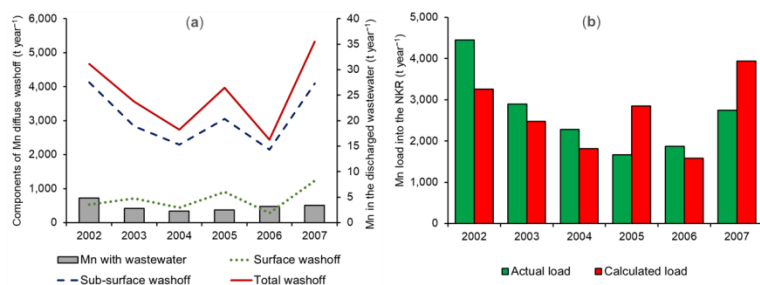 (a)
Components of Mn diffuse washoff (t year⁻¹)
6,000
5,000
4,000
3,000
2,000
1,000
0
40
35
30
25
20
15
10
5
0
Mn in the discharged wastewater (t year⁻¹)
2002 2003 2004 2005 2006 2007
Mn with wastewater Surface washoff
Sub-surface washoff Total washoff
(b)
Mn load into the NKR (t year⁻¹)
5,000
4,000
3,000
2,000
1,000
0
2002 2003 2004 2005 2006 2007
Actual load Calculated load